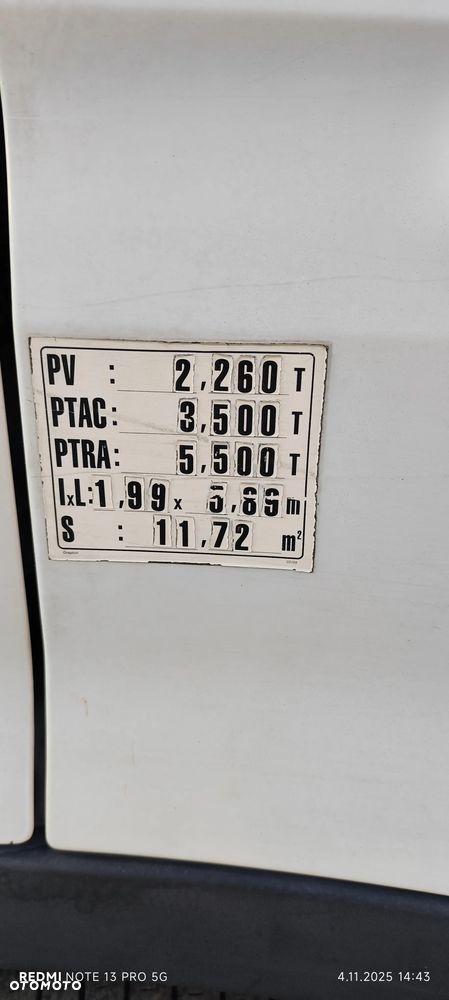 PV : 2,260 T
PTAC: 3,500 T
PTRA: 5,500 T
lxL: 1,99 x 5,89 m
S : 11,72 m²
REDMI NOTE 13 PRO 5G
4.11.2025 14:43
OTOMOTO